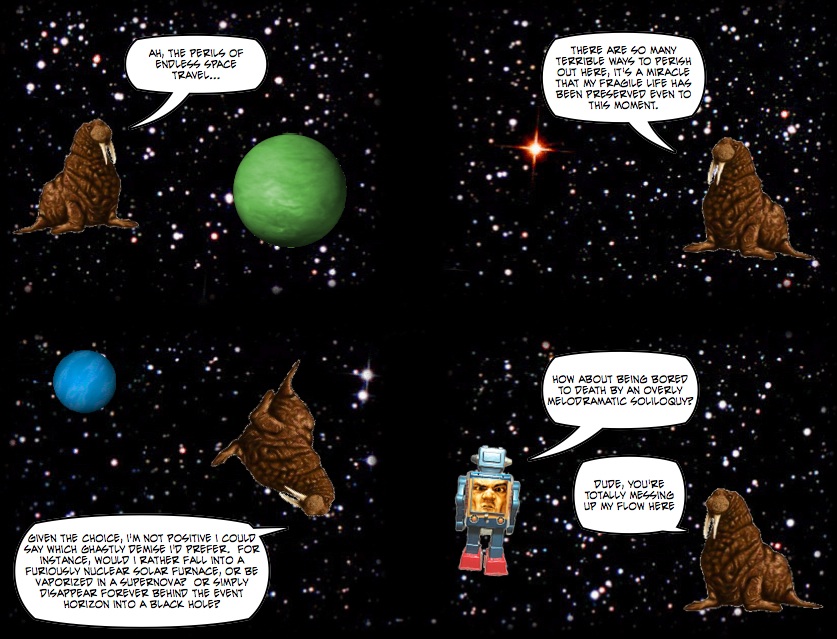 AH, THE PERILS OF
ENDLESS SPACE
TRAVEL...
THERE ARE SO MANY
TERRIBLE WAYS TO PERISH
OUT HERE, IT'S A MIRACLE
THAT MY FRAGILE LIFE HAS
BEEN PRESERVED EVEN TO
THIS MOMENT.
GIVEN THE CHOICE, I'M NOT POSITIVE I COULD
SAY WHICH GHASTLY DEMISE I'D PREFER. FOR
INSTANCE, WOULD I RATHER FALL INTO A
FURIOUSLY NUCLEAR SOLAR FURNACE, OR BE
VAPORIZED IN A SUPERNOVA? OR SIMPLY
DISAPPEAR FOREVER BEHIND THE EVENT
HORIZON INTO A BLACK HOLE?
HOW ABOUT BEING BORED
TO DEATH BY AN OVERLY
MELODRAMATIC SOLILOQUY?
DUDE, YOU'RE
TOTALLY MESSING
UP MY FLOW HERE